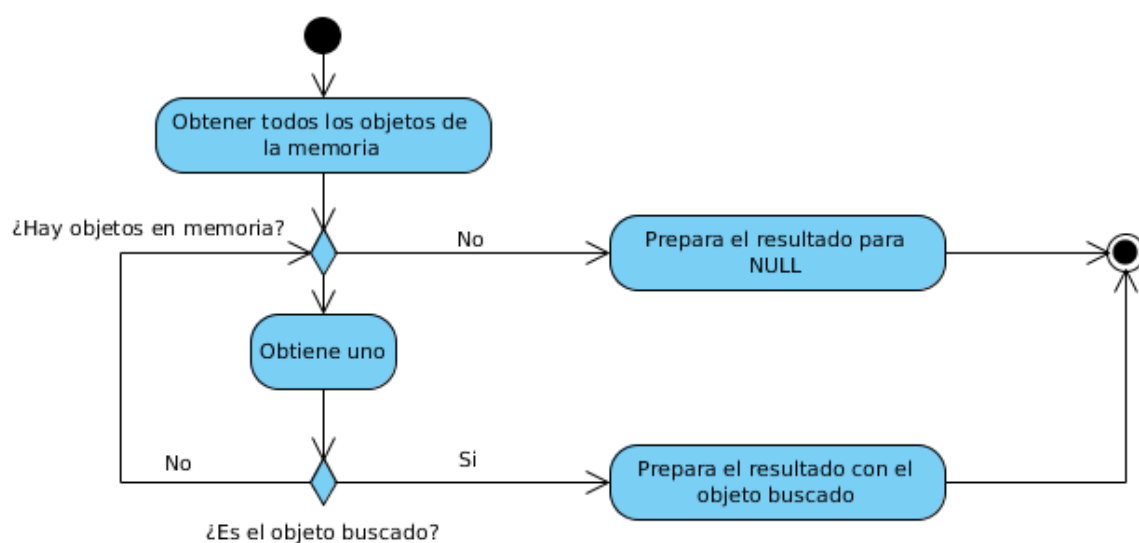 Obtener todos los objetos de
la memoria
¿Hay objetos en memoria?
No
Prepara el resultado para
NULL
Obtiene uno
No
Si
Prepara el resultado con el
objeto buscado
¿Es el objeto buscado?